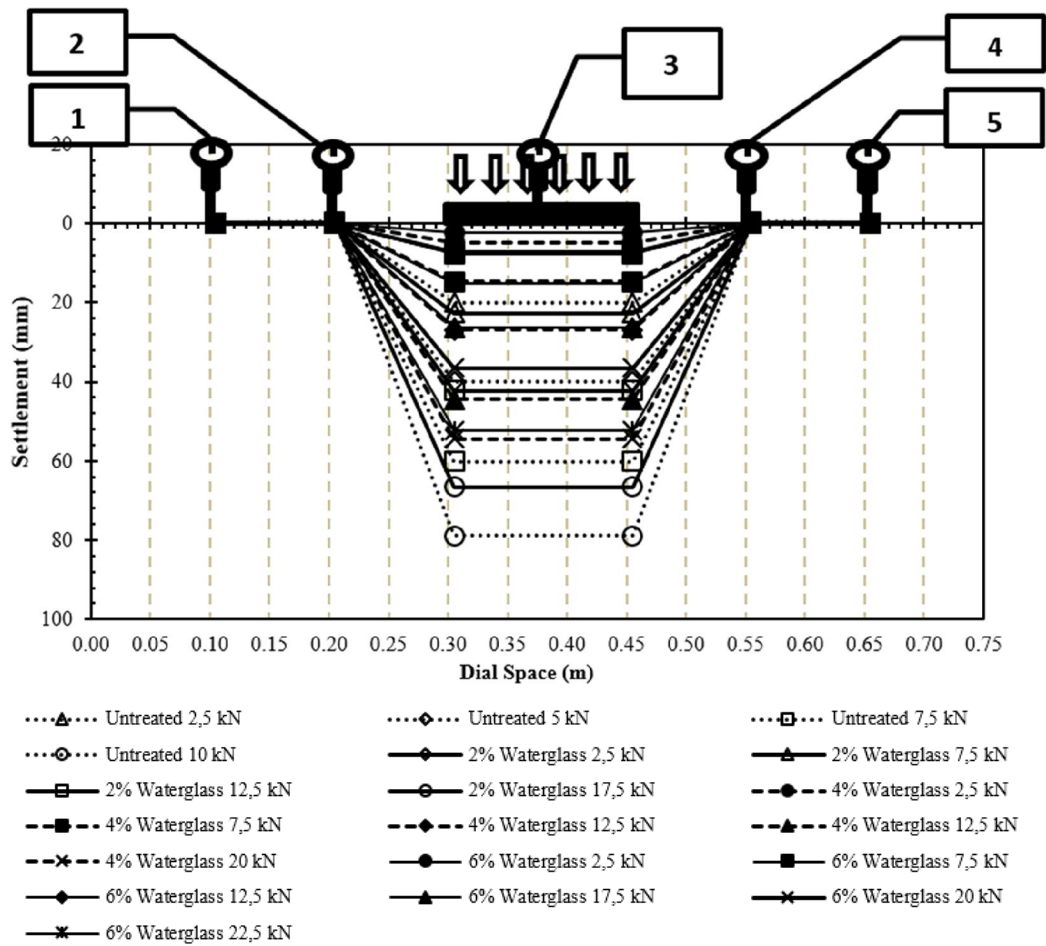 2
4
3
1
5
20
0
20
40
60
80
100
Settlement (mm)
0.00 0.05 0.10 0.15 0.20 0.25 0.30 0.35 0.40 0.45 0.50 0.55 0.60 0.65 0.70 0.75
Dial Space (m)
Untreated 2,5 kN Untreated 5 kN Untreated 7,5 kN
Untreated 10 kN 2% Waterglass 2,5 kN 2% Waterglass 7,5 kN
2% Waterglass 12,5 kN 2% Waterglass 17,5 kN 4% Waterglass 2,5 kN
4% Waterglass 7,5 kN 4% Waterglass 12,5 kN 4% Waterglass 12,5 kN
4% Waterglass 20 kN 6% Waterglass 2,5 kN 6% Waterglass 7,5 kN
6% Waterglass 12,5 kN 6% Waterglass 17,5 kN 6% Waterglass 20 kN
6% Waterglass 22,5 kN